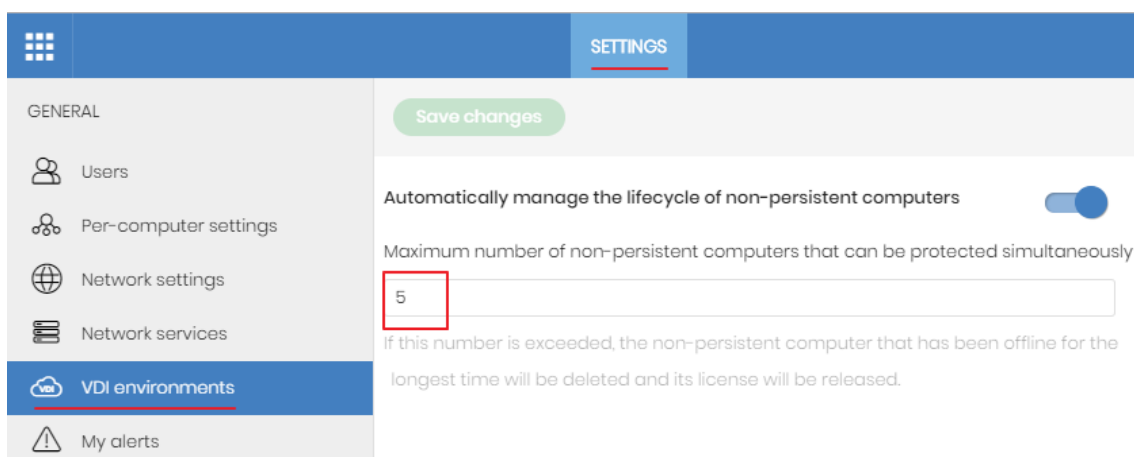 SETTINGS
GENERAL
Users
Per-computer settings
Network settings
Network services
VDI
VDI environments
My alerts
Save changes
Automatically manage the lifecycle of non-persistent computers
Maximum number of non-persistent computers that can be protected simultaneously
5
If this number is exceeded, the non-persistent computer that has been offline for the
longest time will be deleted and its license will be released.